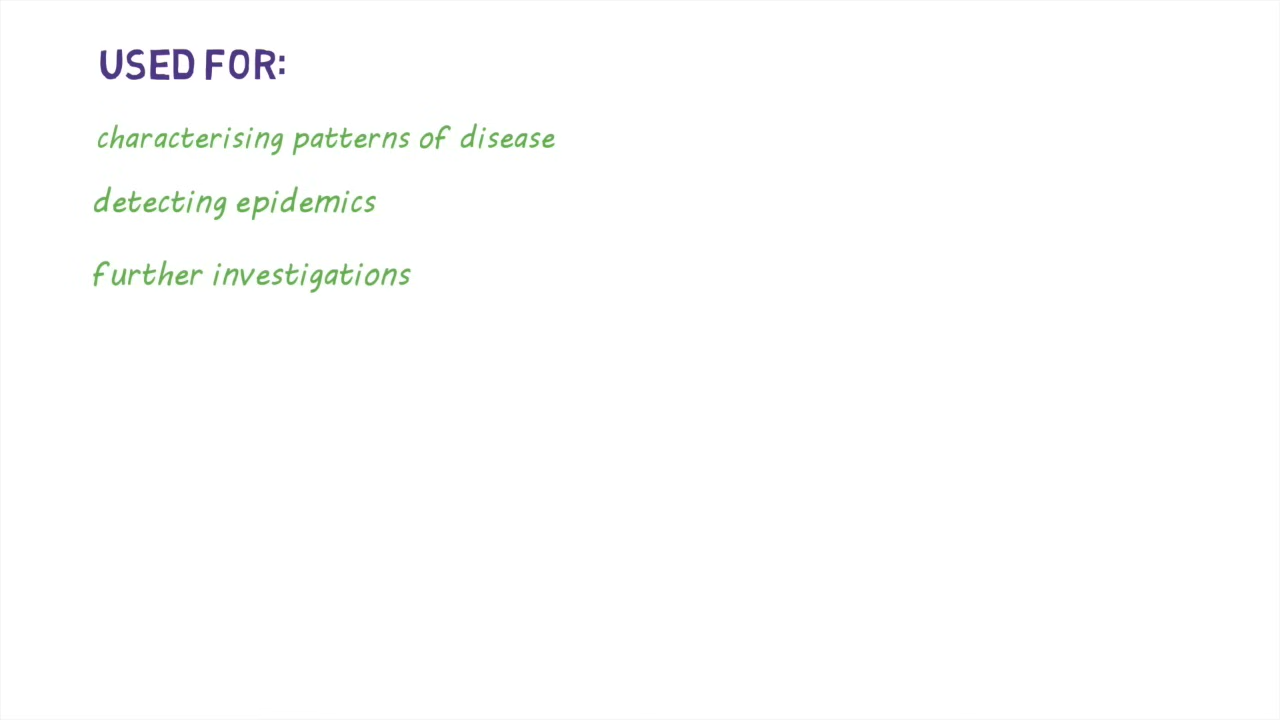 USED FOR:
characterising patterns of disease
detecting epidemics
further investigations